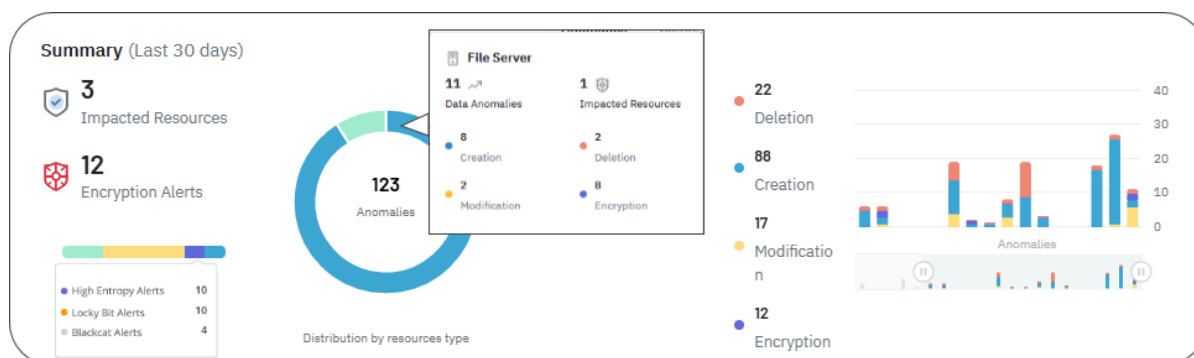 Summary (Last 30 days)
3
Impacted Resources
12
Encryption Alerts
High Entropy Alerts 10
Locky Bit Alerts 10
Blackcat Alerts 4
123
Anomalies
Distribution by resources type
File Server
11
Data Anomalies
1
Impacted Resources
8
Creation
2
Deletion
2
Modification
8
Encryption
22
Deletion
88
Creation
17
Modificatio
n
12
Encryption
40
30
20
10
0
Anomalies